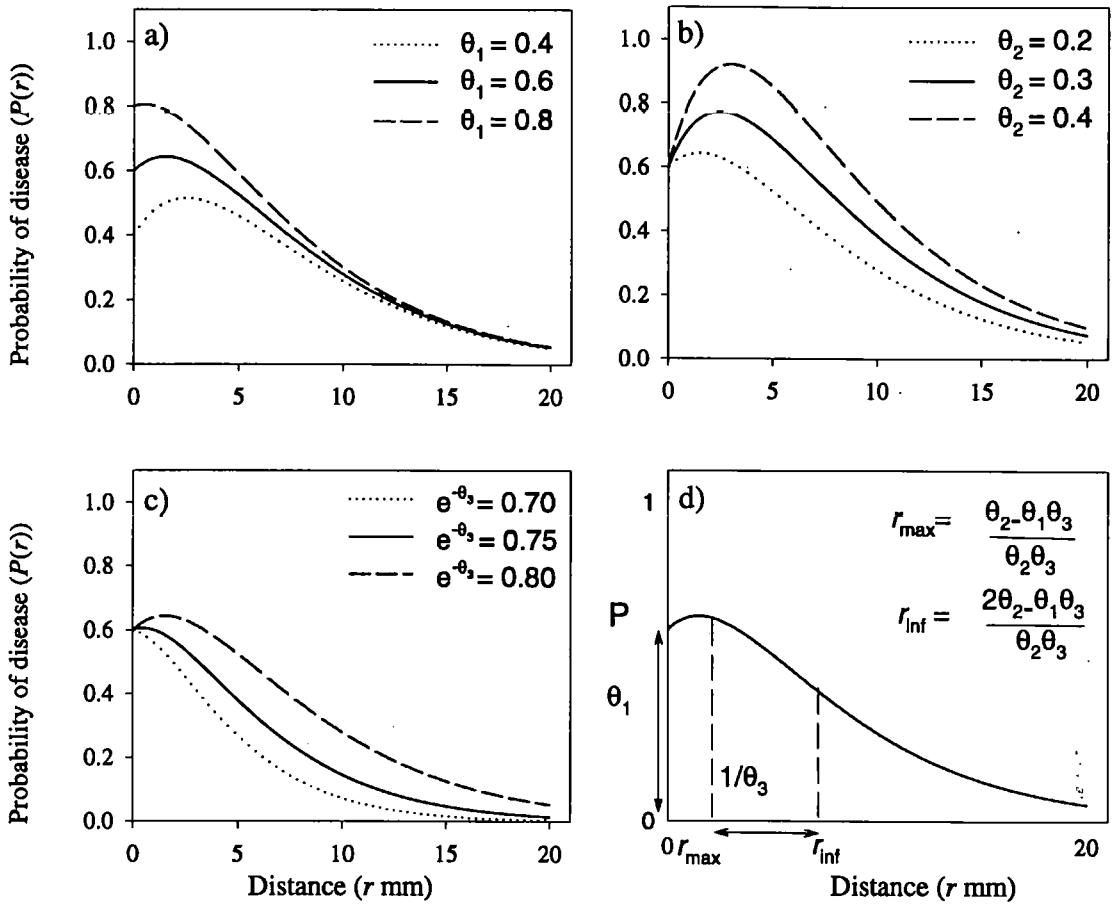 a)
θ1 = 0.4
θ1 = 0.6
θ1 = 0.8
Probability of disease (P(r))
1.0
0.8
0.6
0.4
0.2
0.0
0 5 10 15 20
b)
θ2 = 0.2
θ2 = 0.3
θ2 = 0.4
1.0
0.8
0.6
0.4
0.2
0.0
0 5 10 15 20
c)
e^-θ3 = 0.70
e^-θ3 = 0.75
e^-θ3 = 0.80
Probability of disease (P(r))
1.0
0.8
0.6
0.4
0.2
0.0
0 5 10 15 20
Distance (r mm)
d)
rmax= θ2-θ1θ3 / θ2θ3
rinf = 2θ2-θ1θ3 / θ2θ3
1
P
θ1
1/θ3
0
0 rmax rinf 20
Distance (r mm)